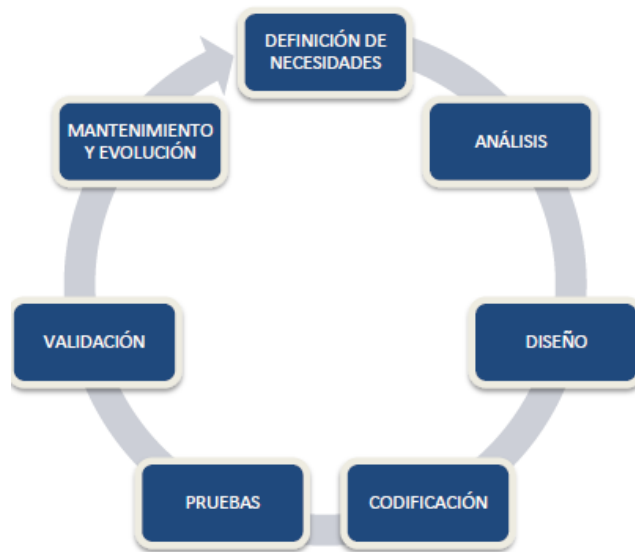 DEFINICIÓN DE
NECESIDADES
ANÁLISIS
DISEÑO
CODIFICACIÓN
PRUEBAS
VALIDACIÓN
MANTENIMIENTO
Y EVOLUCIÓN